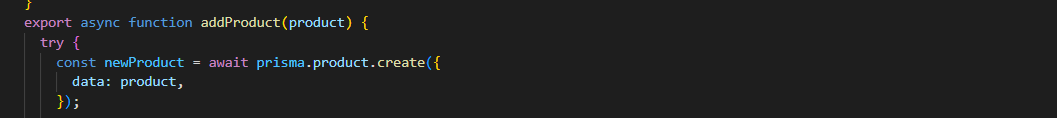 }
export async function addProduct(product) {
try {
const newProduct = await prisma.product.create({
data: product,
});